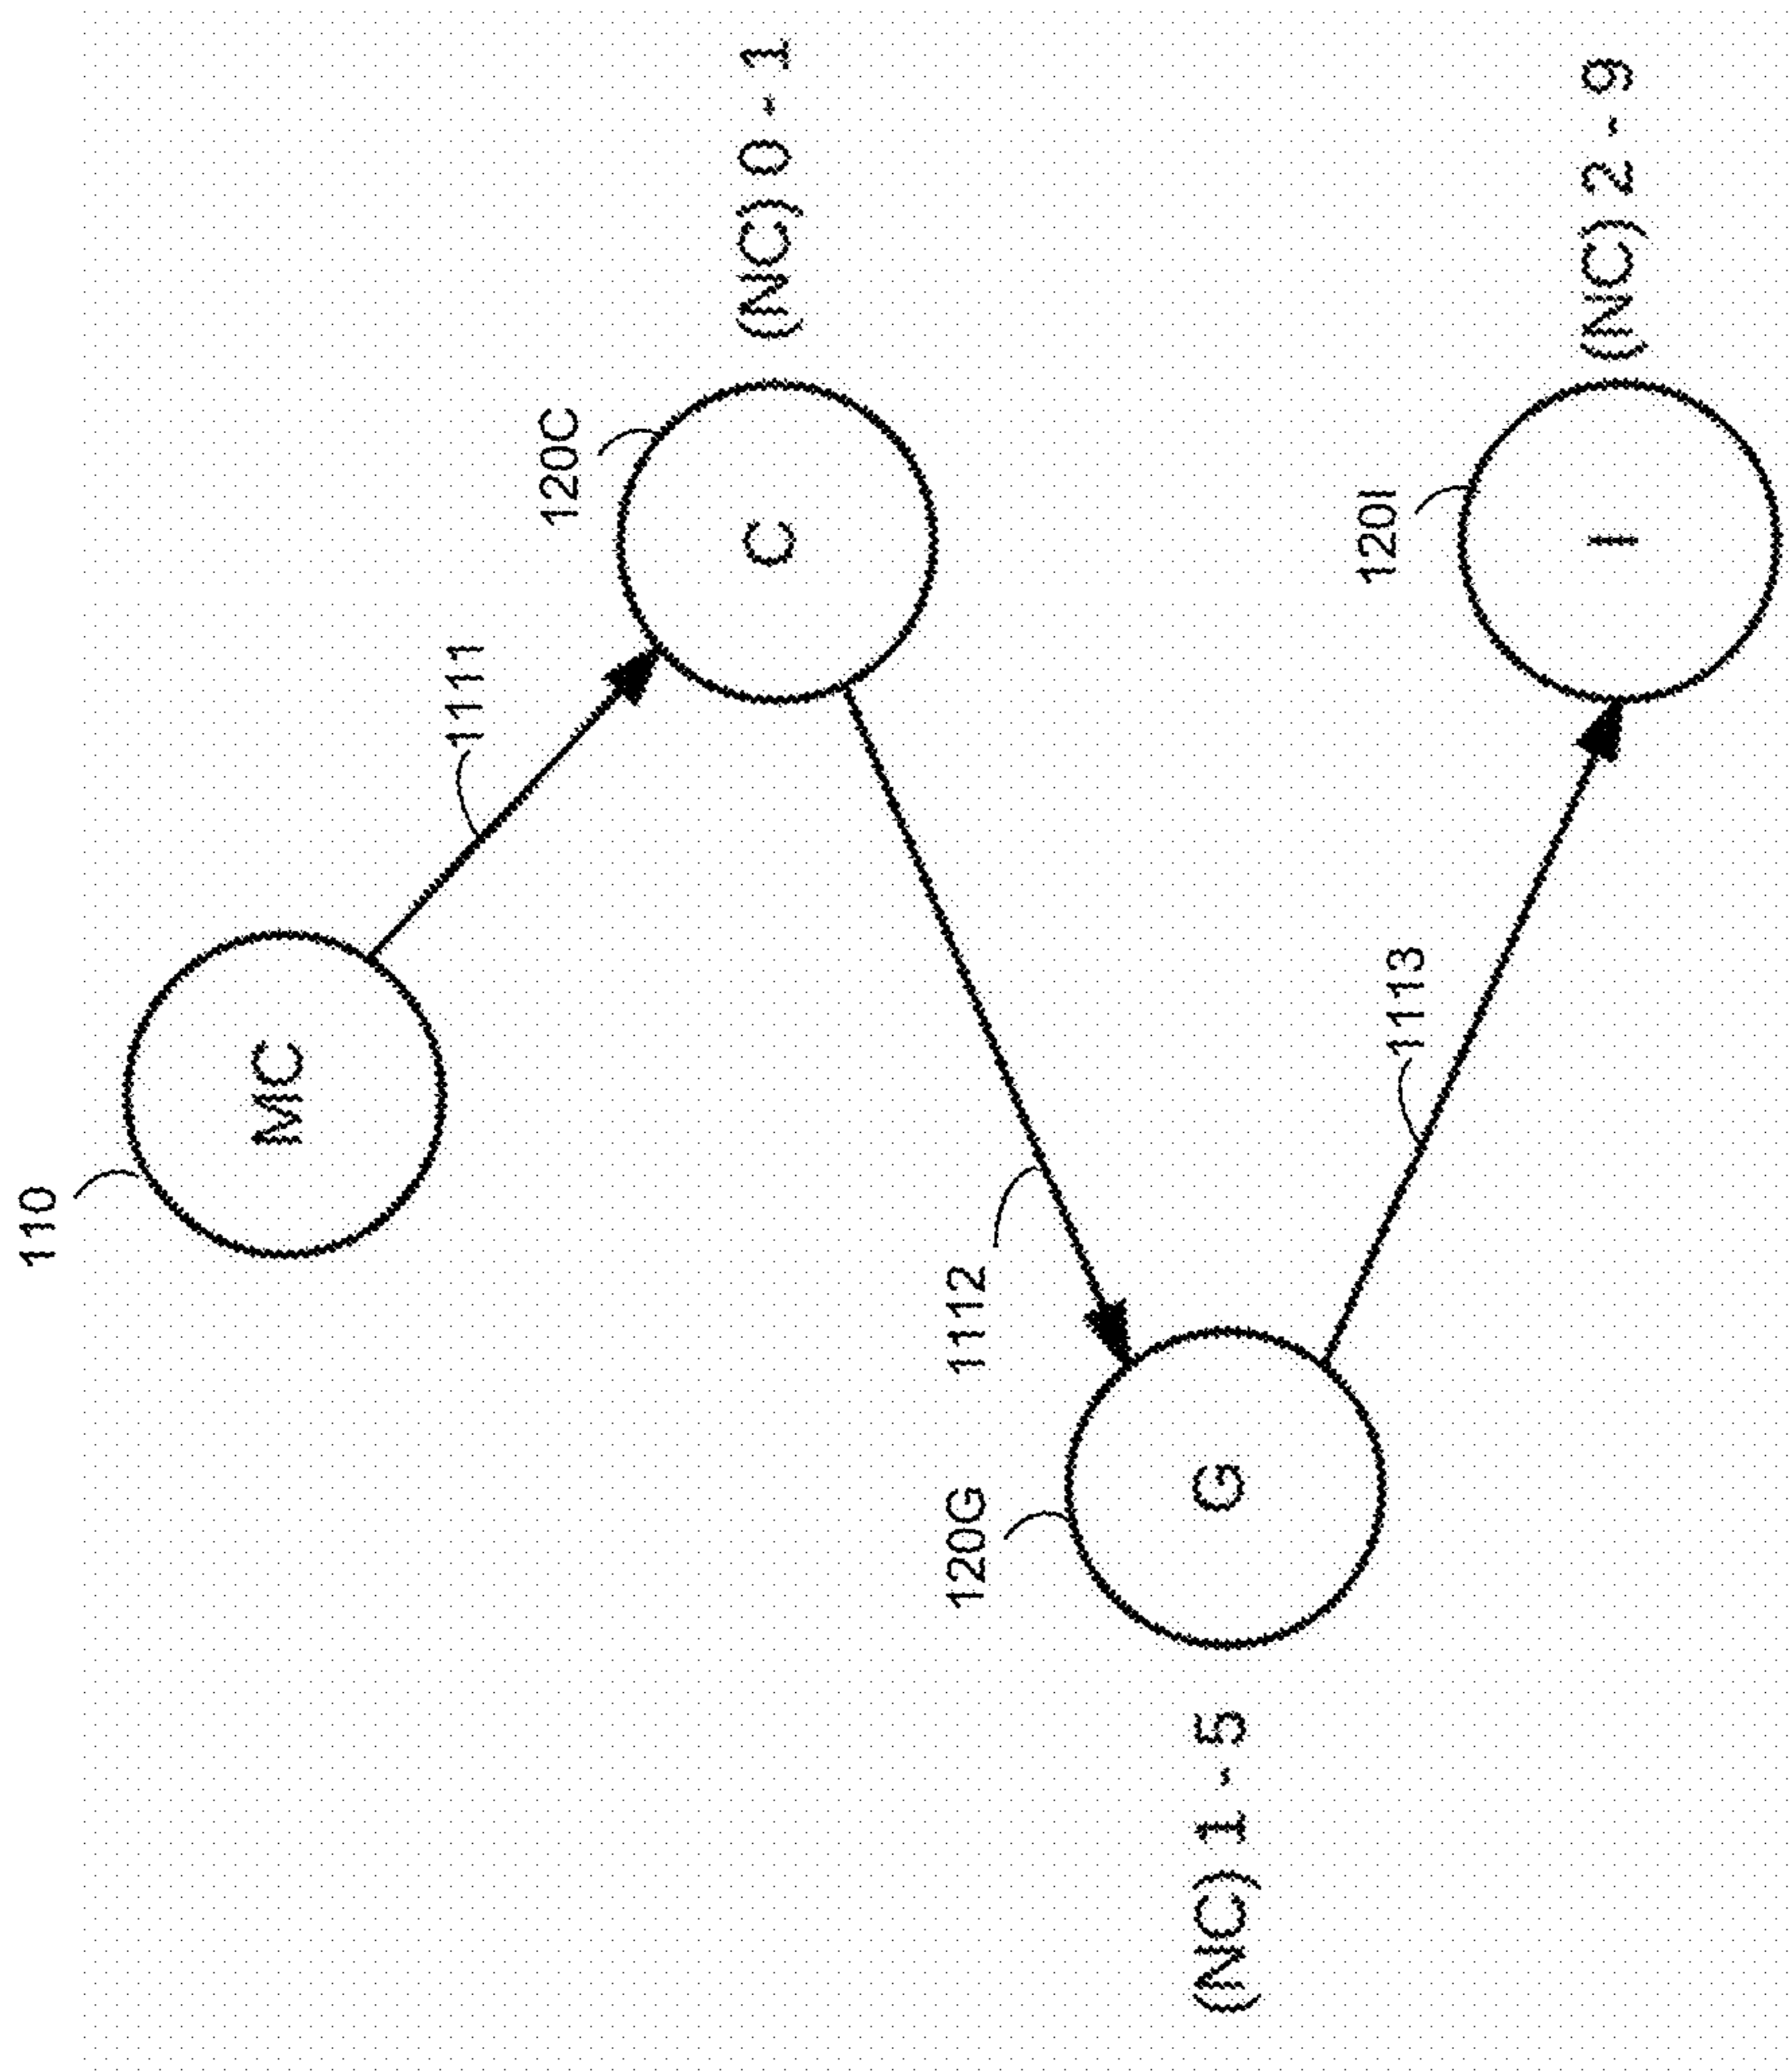 110
MC
1111
120C
C (NC) 0 - 1
120G 1112
(NC) 1 - 5 G
1113 120I
I (NC) 2 - 9